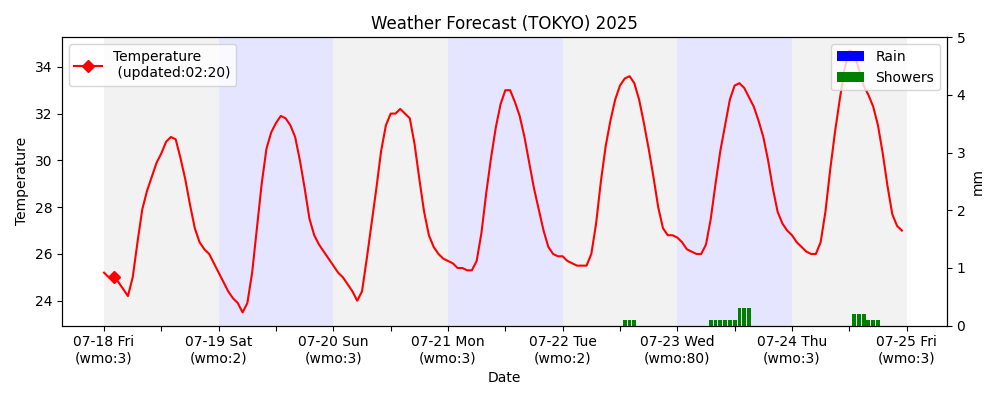 Weather Forecast (TOKYO) 2025
Temperature
(updated:02:20)
Rain
Showers
Temperature
34
32
30
28
26
24
5
4
3
2
1
0
mm
07-18 Fri
(wmo:3)
07-19 Sat
(wmo:2)
07-20 Sun
(wmo:3)
07-21 Mon
(wmo:3)
07-22 Tue
(wmo:2)
07-23 Wed
(wmo:80)
07-24 Thu
(wmo:3)
07-25 Fri
(wmo:3)
Date